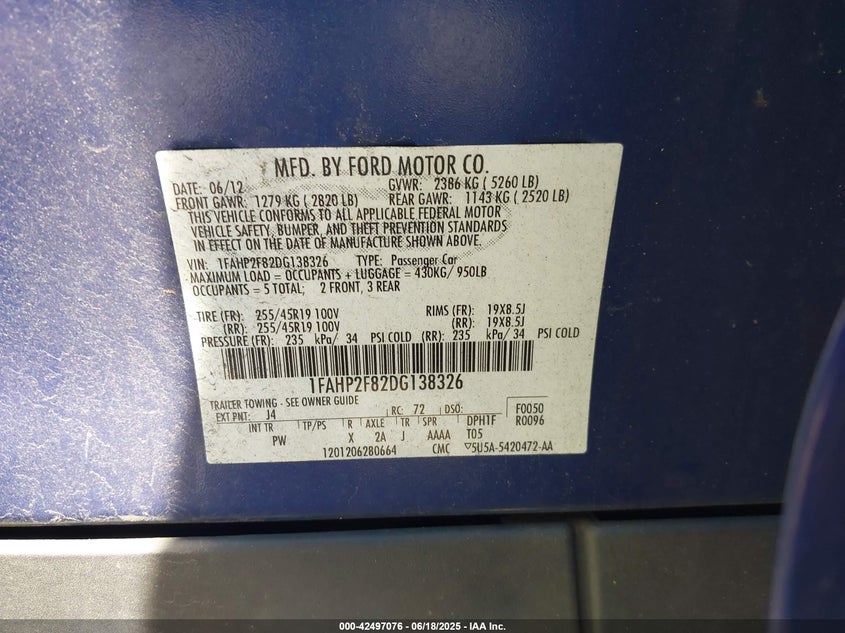 MFD. BY FORD MOTOR CO.
DATE: 06/12 GVWR: 2386 KG ( 5260 LB)
FRONT GAWR: 1279 KG ( 2820 LB) REAR GAWR: 1143 KG ( 2520 LB)
THIS VEHICLE CONFORMS TO ALL APPLICABLE FEDERAL MOTOR
VEHICLE SAFETY, BUMPER, AND THEFT PREVENTION STANDARDS
IN EFFECT ON THE DATE OF MANUFACTURE SHOWN ABOVE.
VIN: 1FAHP2F82DG138326 TYPE: Passenger Car
MAXIMUM LOAD = OCCUPANTS + LUGGAGE = 430KG/ 950LB
OCCUPANTS = 5 TOTAL; 2 FRONT, 3 REAR
TIRE (FR): 255/45R19 100V RIMS (FR): 19X8.5J
(RR): 255/45R19 100V (RR): 19X8.5J
PRESSURE (FR): 235 kPa/ 34 PSI COLD (RR): 235 kPa/ 34 PSI COLD
1FAHP2F82DG138326
TRAILER TOWING - SEE OWNER GUIDE
EXT PNT: J4 RC: 72 DSO: F0050
INT TR TP/PS R AXLE TR SPR DPH1F R0096
PW X 2A J AAAA T05
1201206280664 CMC ▽5U5A-5420472-AA
000-42497076 - 06/18/2025 - IAA Inc.